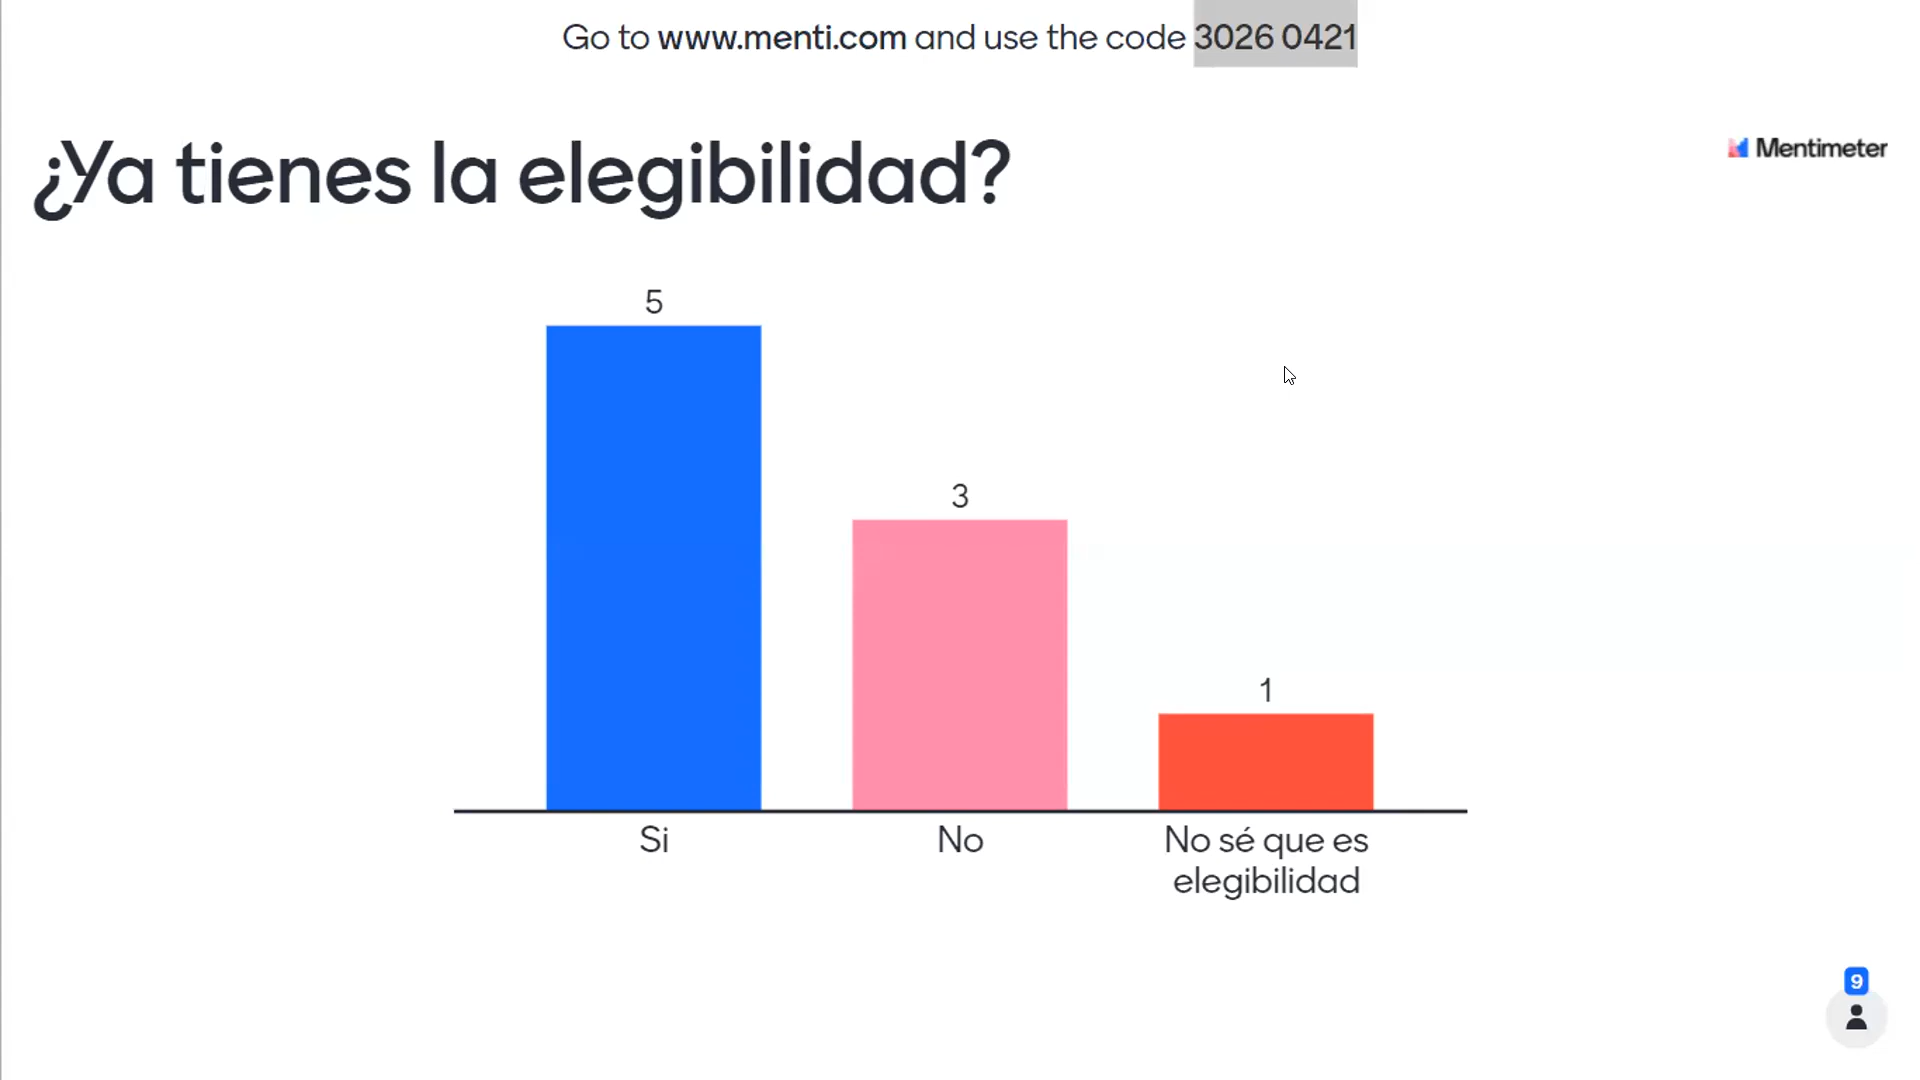 Go to www.menti.com and use the code 3026 0421
¿Ya tienes la elegibilidad?
Mentimeter
5
3
1
Si
No
No sé que es
elegibilidad
9